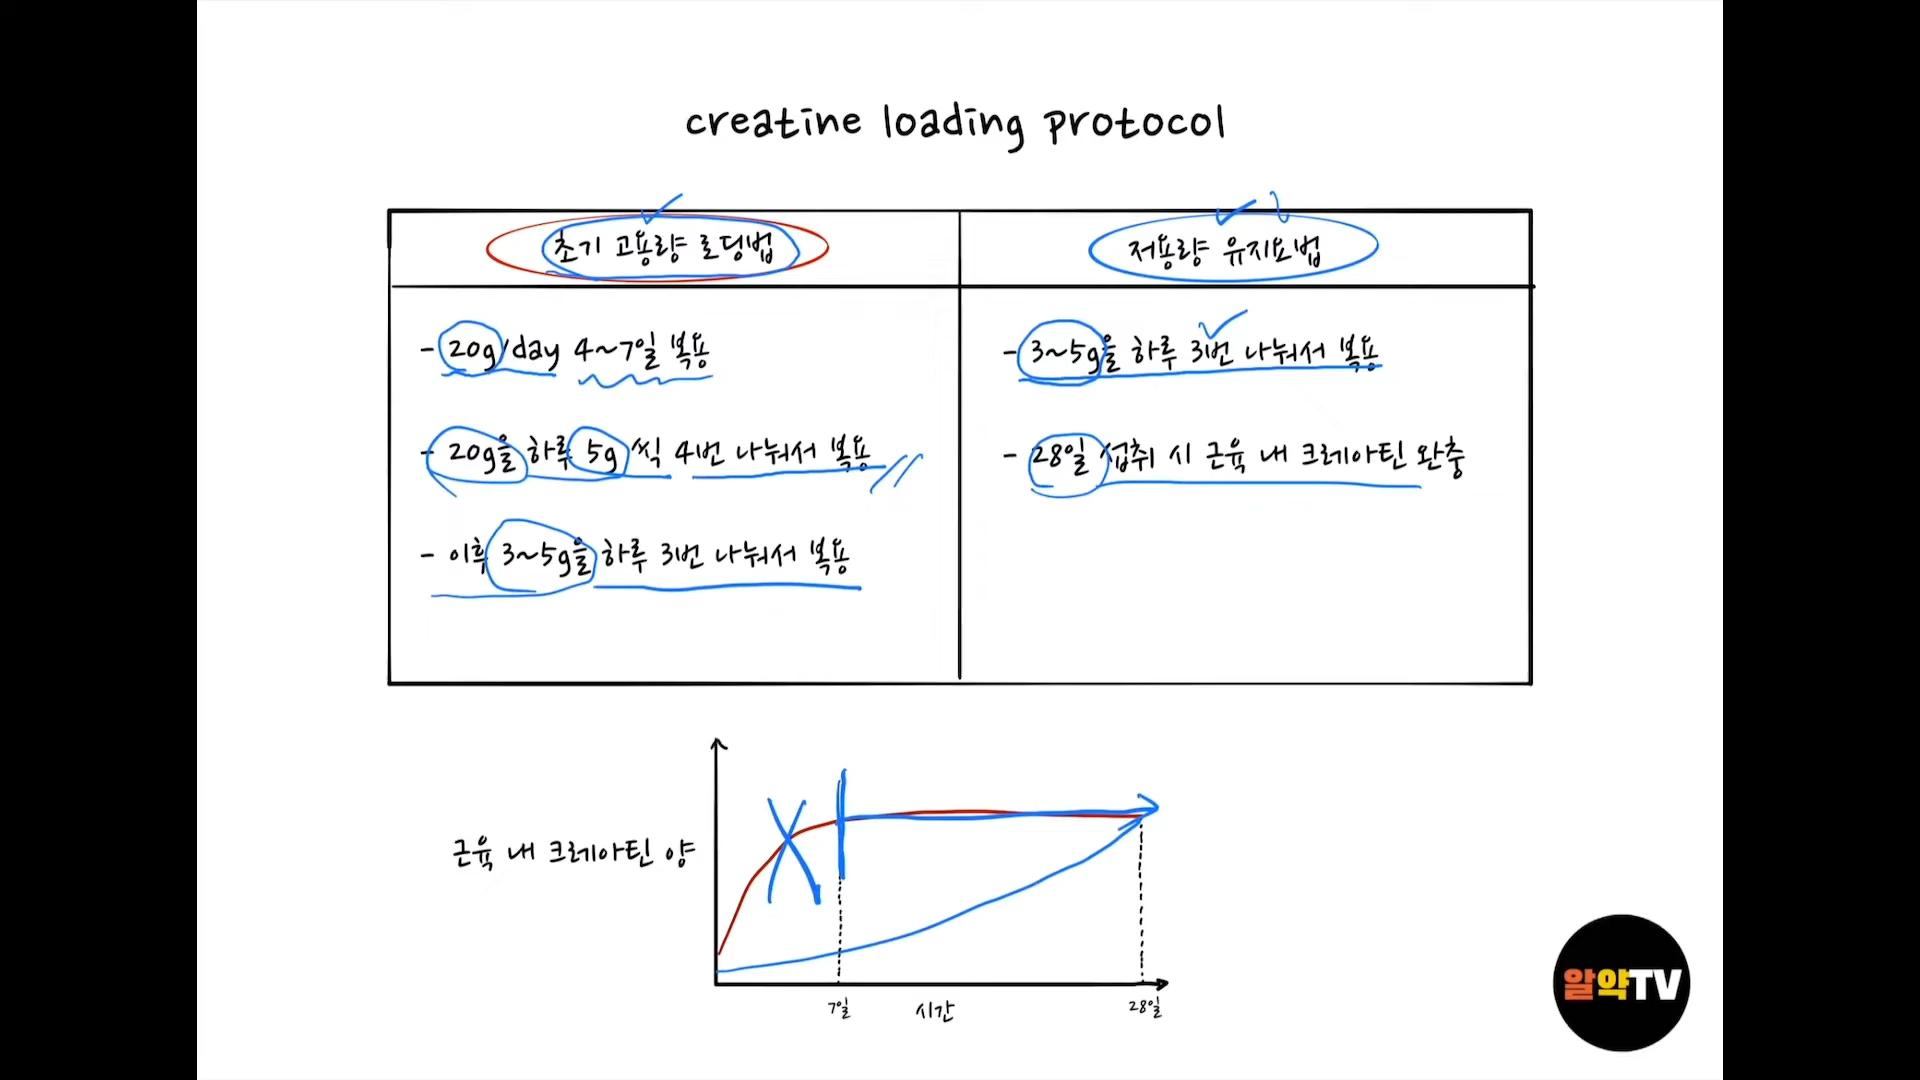 creatine loading protocol
초기 고용량 로딩법
저용량 유지요법
- 20g/day 4~7일 복용
- 20g을 하루 5g씩 4번 나눠서 복용
- 이후 3~5g을 하루 3번 나눠서 복용
- 3~5g을 하루 3번 나눠서 복용
- 28일 섭취 시 근육 내 크레아틴 완충
근육 내 크레아틴 양
7일
시간
28일
알약TV